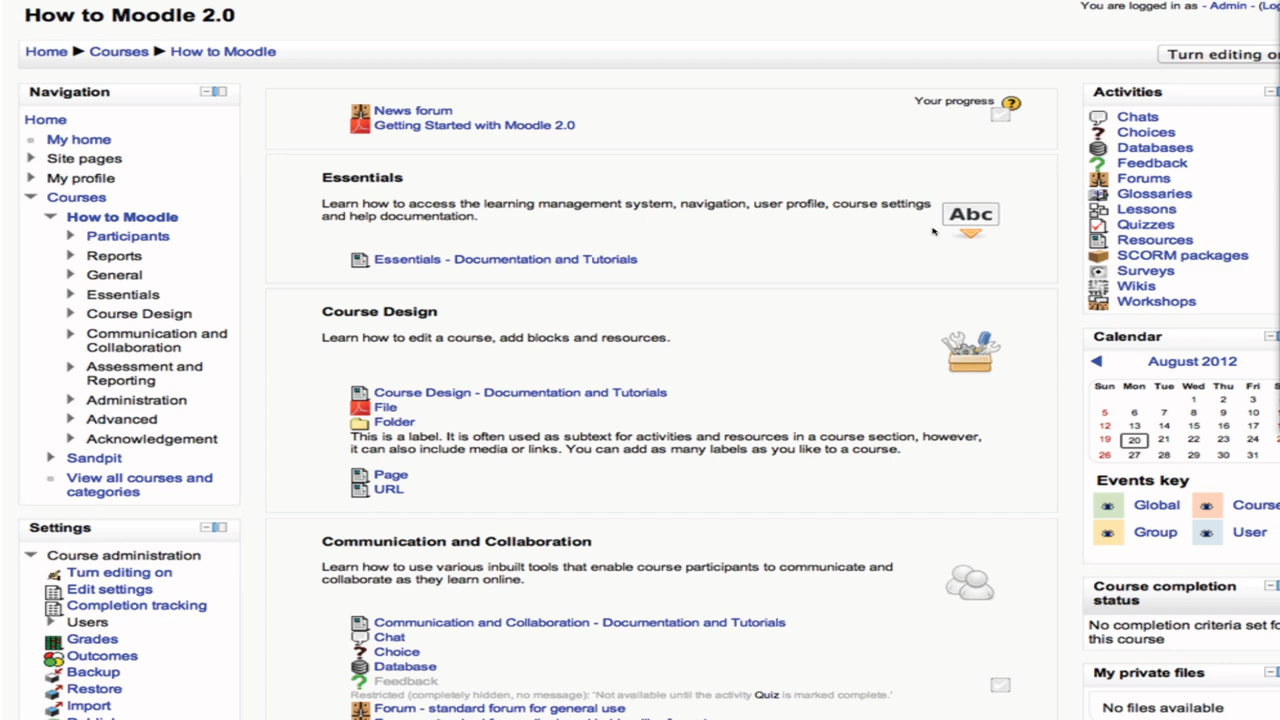 How to Moodle 2.0
You are logged in as - Admin - (Log
Home ▶ Courses ▶ How to Moodle
Turn editing on
Navigation
Home
My home
Site pages
My profile
Courses
How to Moodle
Participants
Reports
General
Essentials
Course Design
Communication and
Collaboration
Assessment and
Reporting
Administration
Advanced
Acknowledgement
Sandpit
View all courses and
categories
Settings
Course administration
Turn editing on
Edit settings
Completion tracking
Users
Grades
Outcomes
Backup
Restore
Import
News forum
Getting Started with Moodle 2.0
Your progress
Essentials
Learn how to access the learning management system, navigation, user profile, course settings
and help documentation.
Abc
Essentials - Documentation and Tutorials
Course Design
Learn how to edit a course, add blocks and resources.
Course Design - Documentation and Tutorials
File
Folder
This is a label. It is often used as subtext for activities and resources in a course section, however,
it can also include media or links. You can add as many labels as you like to a course.
Page
URL
Communication and Collaboration
Learn how to use various inbuilt tools that enable course participants to communicate and
collaborate as they learn online.
Communication and Collaboration - Documentation and Tutorials
Chat
Choice
Database
Feedback
Restricted (completely hidden, no message): 'Not available until the activity Quiz is marked complete.'
Forum - standard forum for general use
Activities
Chats
Choices
Databases
Feedback
Forums
Glossaries
Lessons
Quizzes
Resources
SCORM packages
Surveys
Wikis
Workshops
Calendar
◀ August 2012
Sun Mon Tue Wed Thu Fri S
1 2 3
5 6 7 8 9 10
12 13 14 15 16 17
19 20 21 22 23 24
26 27 28 29 30 31
Events key
Global Course
Group User
Course completion
status
No completion criteria set for
this course
My private files
No files available